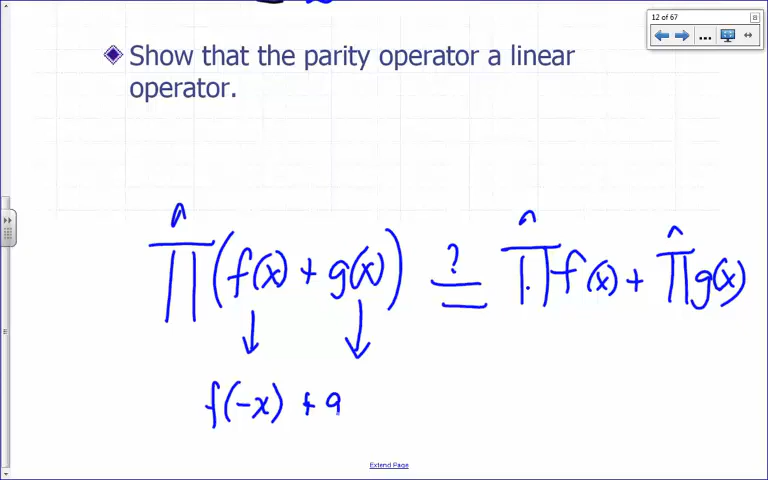 12 of 67
Show that the parity operator a linear
operator.
∏̂(f(x) + g(x)) ≟ ∏̂f(x) + ∏̂g(x)
↓ ↓
f(-x) + g
Extend Page